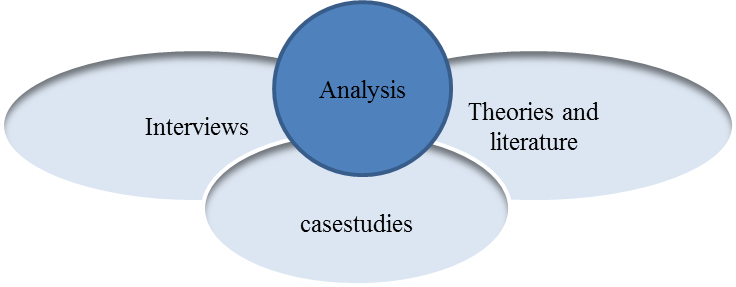 Analysis
Interviews
Theories and
literature
casestudies